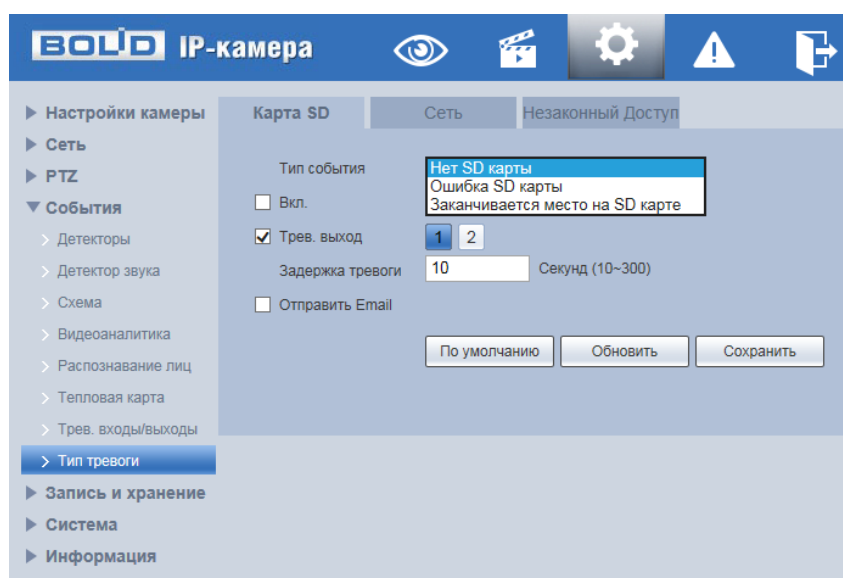 BOLID IP-камера
Настройки камеры
Сеть
PTZ
События
Детекторы
Детектор звука
Схема
Видеоаналитика
Распознавание лиц
Тепловая карта
Трев. входы/выходы
Тип тревоги
Запись и хранение
Система
Информация
Карта SD Сеть Незаконный Доступ
Тип события Нет SD карты
Ошибка SD карты
Заканчивается место на SD карте
Вкл.
Трев. выход 1 2
Задержка тревоги 10 Секунд (10~300)
Отправить Email
По умолчанию Обновить Сохранить